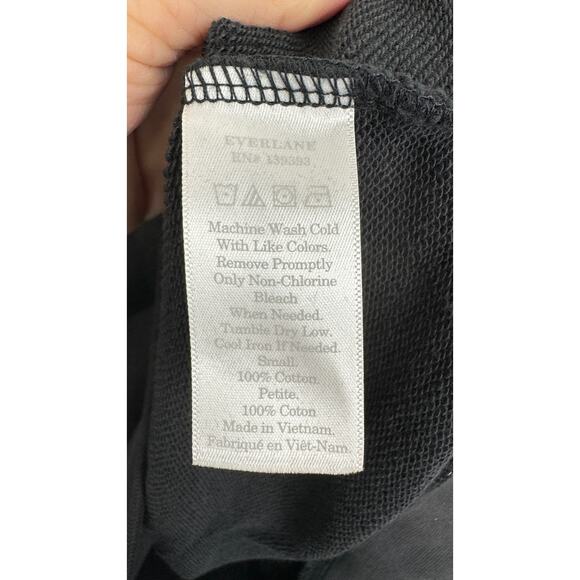 EVERLANE
RN# 139393
Machine Wash Cold
With Like Colors.
Remove Promptly
Only Non-Chlorine
Bleach
When Needed.
Tumble Dry Low.
Cool Iron If Needed.
Small.
100% Cotton.
Petite.
100% Coton
Made in Vietnam.
Fabriqué en Viêt-Nam.